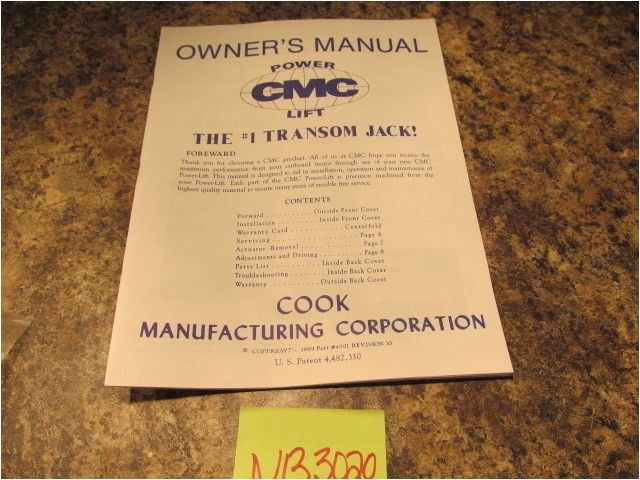 OWNER'S MANUAL
POWER
CMC
LIFT
THE #1 TRANSOM JACK!
FOREWARD
Thank you for choosing a CMC product. All of us at CMC hope you receive the
maximum performance from your outboard motor through use of your new CMC
PowerLift. This manual is designed to aid in installation, operation and maintenance of
your Power-Lift. Each part of the CMC PowerLift is precision machined from the
highest quality material to insure many years of trouble free service.
CONTENTS
Forward . . . . . . . . . . Outside Front Cover
Installation . . . . . . . . Inside Front Cover
Warranty Card . . . . . . . . . . Centerfold
Servicing . . . . . . . . . . . . . . . . Page 6
Actuator Removal . . . . . . . . . . . Page 7
Adjustments and Driving . . . . . . . . Page 8
Parts List . . . . . . . . . Inside Back Cover
Troubleshooting . . . . . . Inside Back Cover
Warranty . . . . . . . . . Outside Back Cover
COOK
MANUFACTURING CORPORATION
© COPYRIGHT - 1999 Part #4001 REVISION 10
U. S. Patent 4,482,330
NB3020